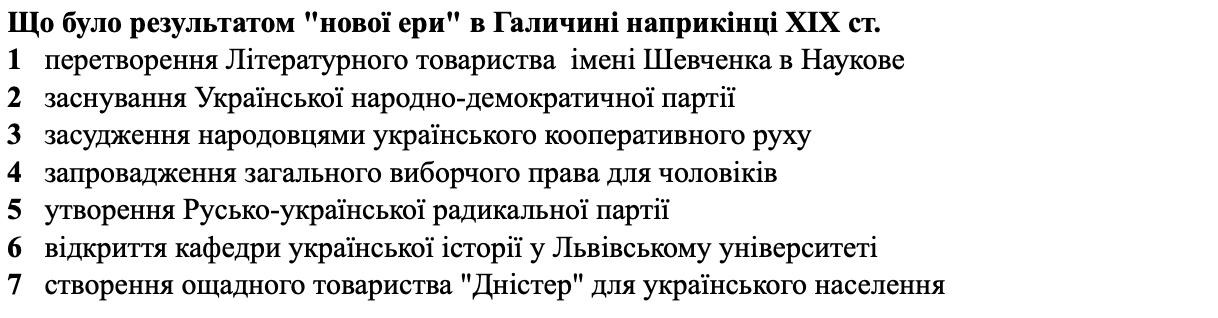 Що було результатом "нової ери" в Галичині наприкінці ХІХ ст.
1 перетворення Літературного товариства імені Шевченка в Наукове
2 заснування Української народно-демократичної партії
3 засудження народовцями українського кооперативного руху
4 запровадження загального виборчого права для чоловіків
5 утворення Русько-української радикальної партії
6 відкриття кафедри української історії у Львівському університеті
7 створення ощадного товариства "Дністер" для українського населення